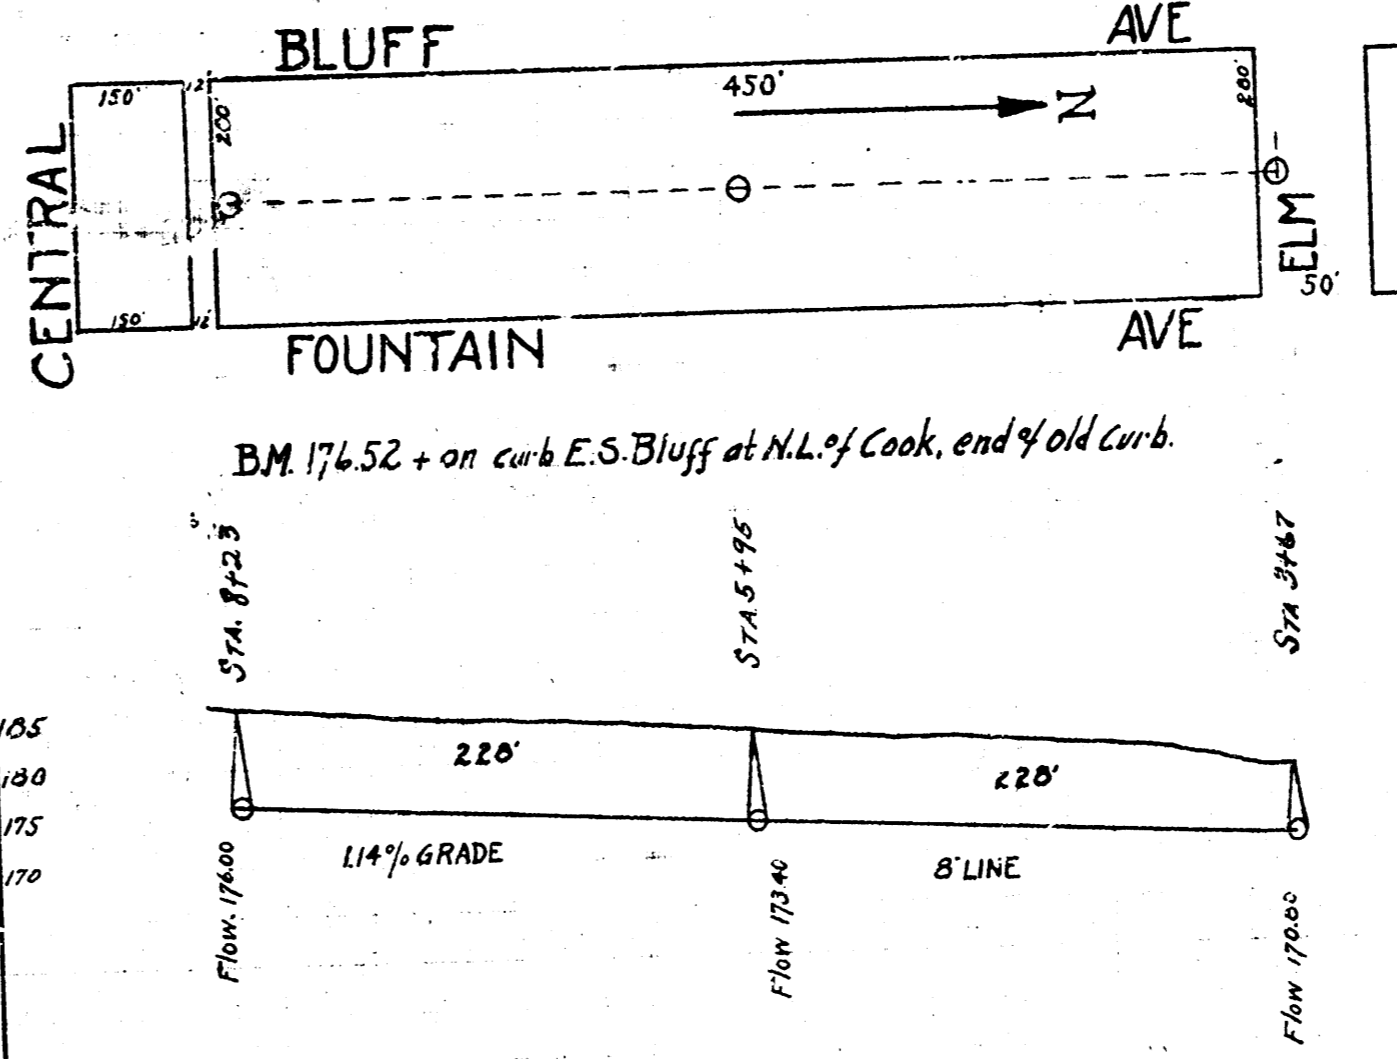 BLUFF AVE
150' 12' 450' 200'
200'
N
CENTRAL
ELM
50'
150' 12'
FOUNTAIN AVE
B.M. 176.52 + on curb E.S. Bluff at N.L. of Cook, end of old Curb.
STA. 8+23 STA. 5+95 STA 3+67
185
228' 228'
180
175
1.14% GRADE 8" LINE
170
Flow. 176.00 Flow 173.40 Flow 170.80